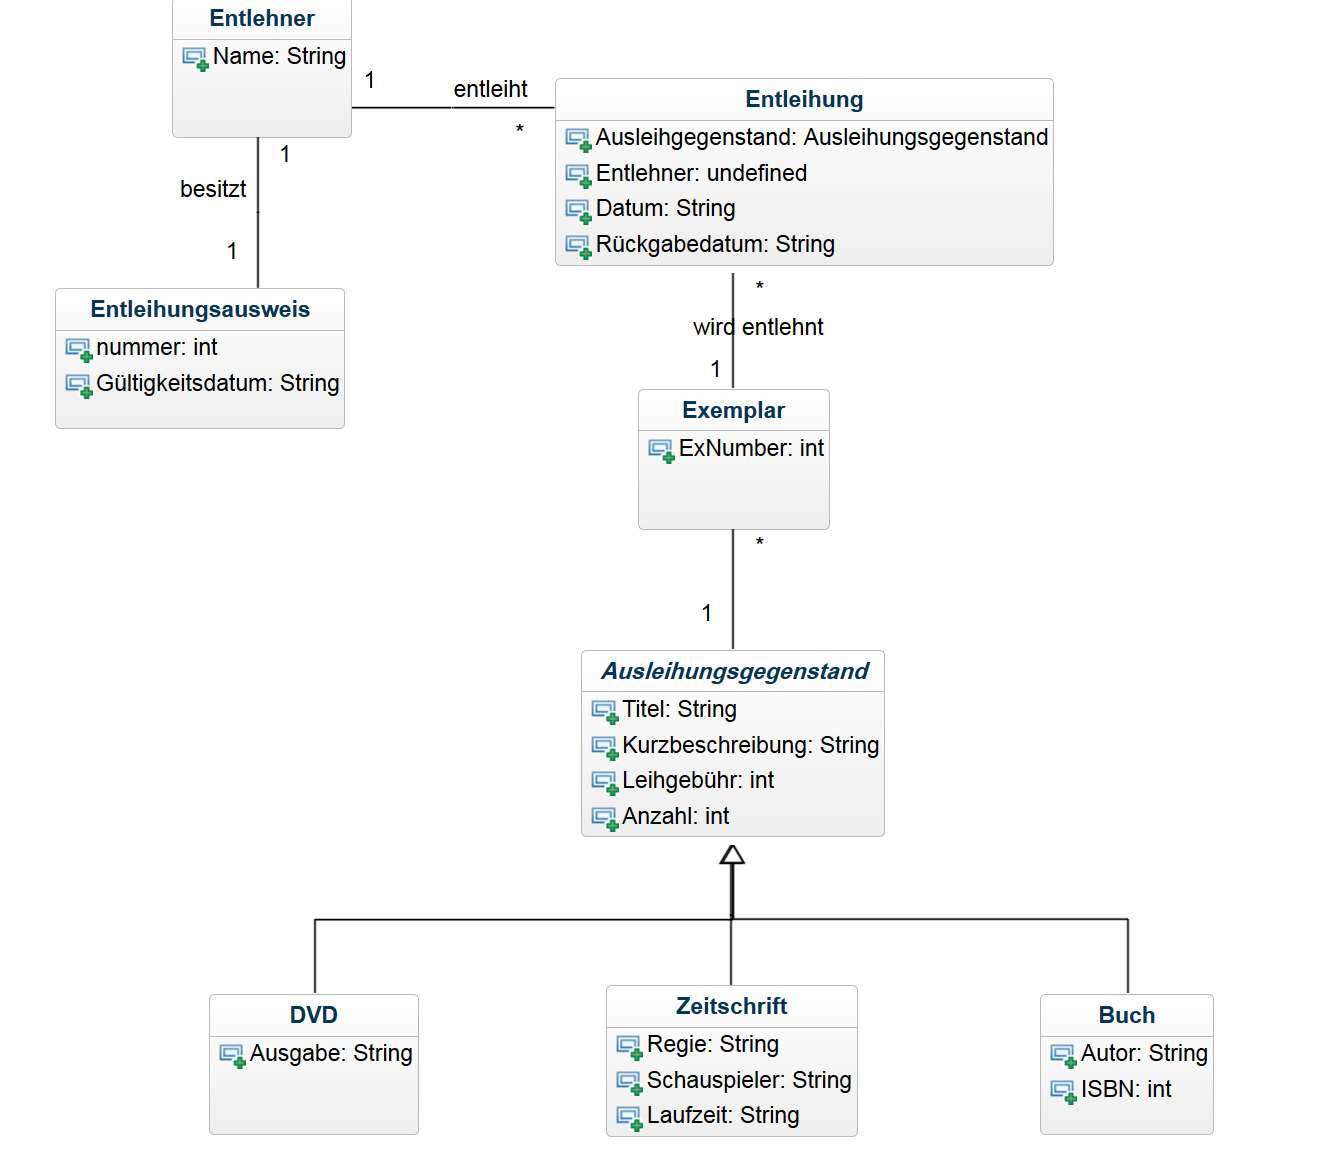 Entlehner
Name: String
1
entleiht
*
Entleihung
Ausleihgegenstand: Ausleihungsgegenstand
Entlehner: undefined
Datum: String
Rückgabedatum: String
1
besitzt
1
Entleihungsausweis
nummer: int
Gültigkeitsdatum: String
*
wird entlehnt
1
Exemplar
ExNumber: int
*
1
Ausleihungsgegenstand
Titel: String
Kurzbeschreibung: String
Leihgebühr: int
Anzahl: int
DVD
Ausgabe: String
Zeitschrift
Regie: String
Schauspieler: String
Laufzeit: String
Buch
Autor: String
ISBN: int